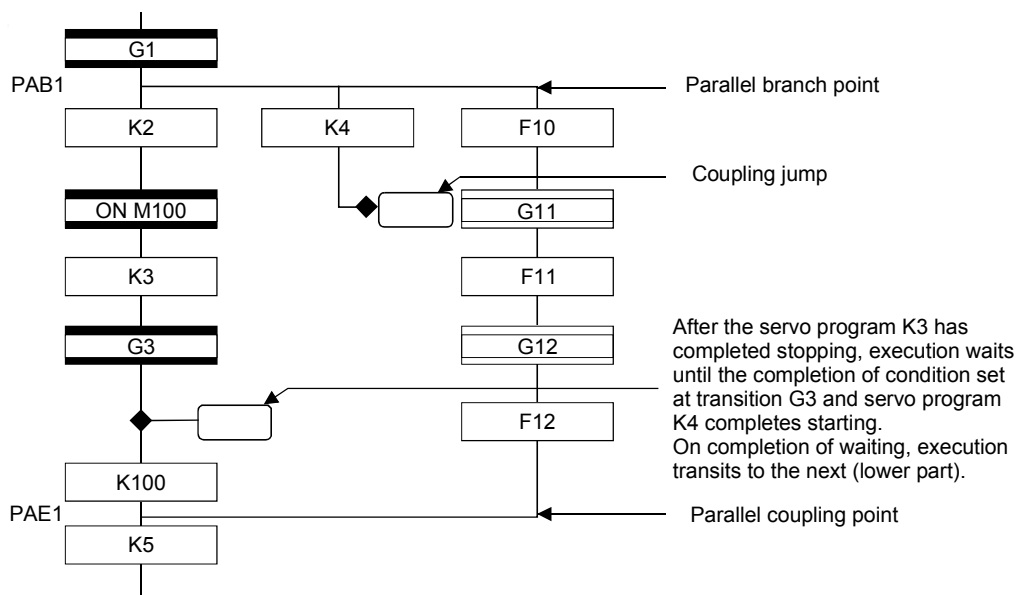 G1
PAB1
Parallel branch point
K2
K4
F10
Coupling jump
ON M100
G11
K3
F11
G3
G12
After the servo program K3 has
completed stopping, execution waits
until the completion of condition set
at transition G3 and servo program
K4 completes starting.
On completion of waiting, execution
transits to the next (lower part).
F12
K100
PAE1
Parallel coupling point
K5